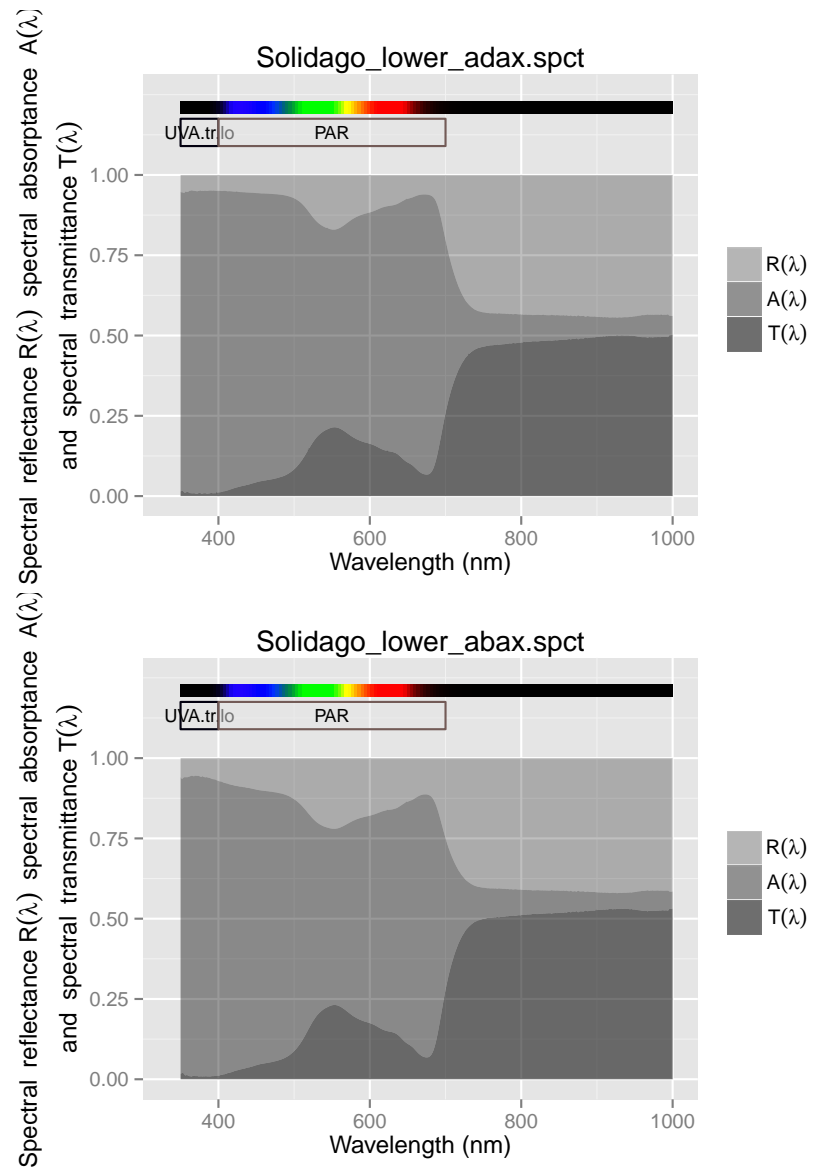 Solidago_lower_adax.spct
UVA.tr.lo
PAR
1.00
0.75
0.50
0.25
0.00
400
600
800
1000
Wavelength (nm)
Spectral reflectance R(λ) spectral absorptance A(λ)
and spectral transmittance T(λ)
R(λ)
A(λ)
T(λ)
Solidago_lower_abax.spct
UVA.tr.lo
PAR
1.00
0.75
0.50
0.25
0.00
400
600
800
1000
Wavelength (nm)
Spectral reflectance R(λ) spectral absorptance A(λ)
and spectral transmittance T(λ)
R(λ)
A(λ)
T(λ)